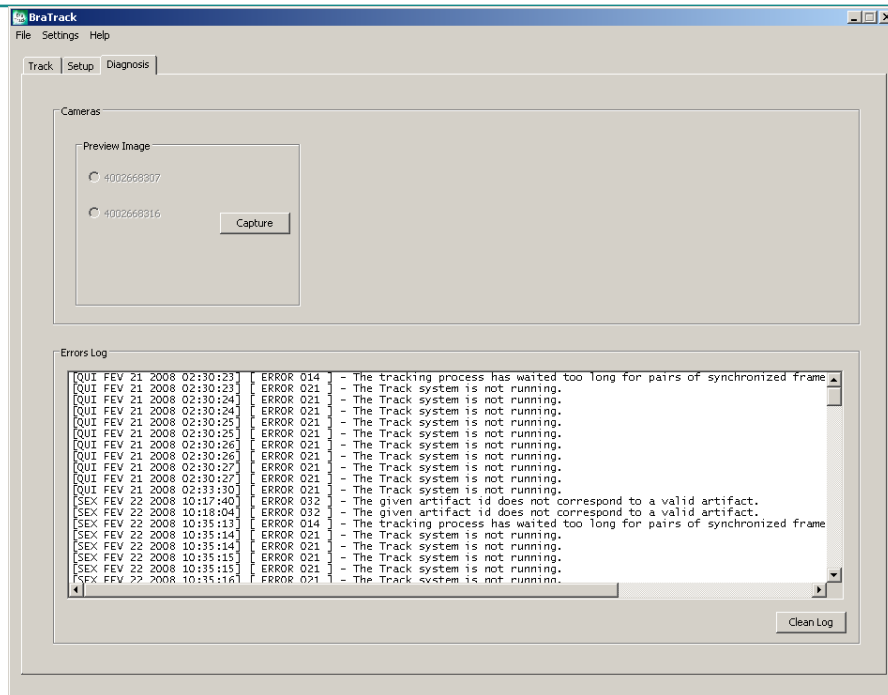 BraTrack
File Settings Help
Track Setup Diagnosis
Cameras
Preview Image
4002668307
4002668316
Capture
Errors Log
[QUI FEV 21 2008 02:30:23] [ ERROR 014 ] - The tracking process has waited too long for pairs of synchronized frame
[QUI FEV 21 2008 02:30:23] [ ERROR 021 ] - The Track system is not running.
[QUI FEV 21 2008 02:30:24] [ ERROR 021 ] - The Track system is not running.
[QUI FEV 21 2008 02:30:24] [ ERROR 021 ] - The Track system is not running.
[QUI FEV 21 2008 02:30:25] [ ERROR 021 ] - The Track system is not running.
[QUI FEV 21 2008 02:30:25] [ ERROR 021 ] - The Track system is not running.
[QUI FEV 21 2008 02:30:26] [ ERROR 021 ] - The Track system is not running.
[QUI FEV 21 2008 02:30:26] [ ERROR 021 ] - The Track system is not running.
[QUI FEV 21 2008 02:30:27] [ ERROR 021 ] - The Track system is not running.
[QUI FEV 21 2008 02:30:27] [ ERROR 021 ] - The Track system is not running.
[QUI FEV 21 2008 02:33:30] [ ERROR 021 ] - The Track system is not running.
[SEX FEV 22 2008 10:17:40] [ ERROR 032 ] - The given artifact id does not correspond to a valid artifact.
[SEX FEV 22 2008 10:18:04] [ ERROR 032 ] - The given artifact id does not correspond to a valid artifact.
[SEX FEV 22 2008 10:35:13] [ ERROR 014 ] - The tracking process has waited too long for pairs of synchronized frame
[SEX FEV 22 2008 10:35:14] [ ERROR 021 ] - The Track system is not running.
[SEX FEV 22 2008 10:35:14] [ ERROR 021 ] - The Track system is not running.
[SEX FEV 22 2008 10:35:15] [ ERROR 021 ] - The Track system is not running.
[SEX FEV 22 2008 10:35:15] [ ERROR 021 ] - The Track system is not running.
[SEX FEV 22 2008 10:35:16] [ ERROR 021 ] - The Track system is not running.
Clean Log